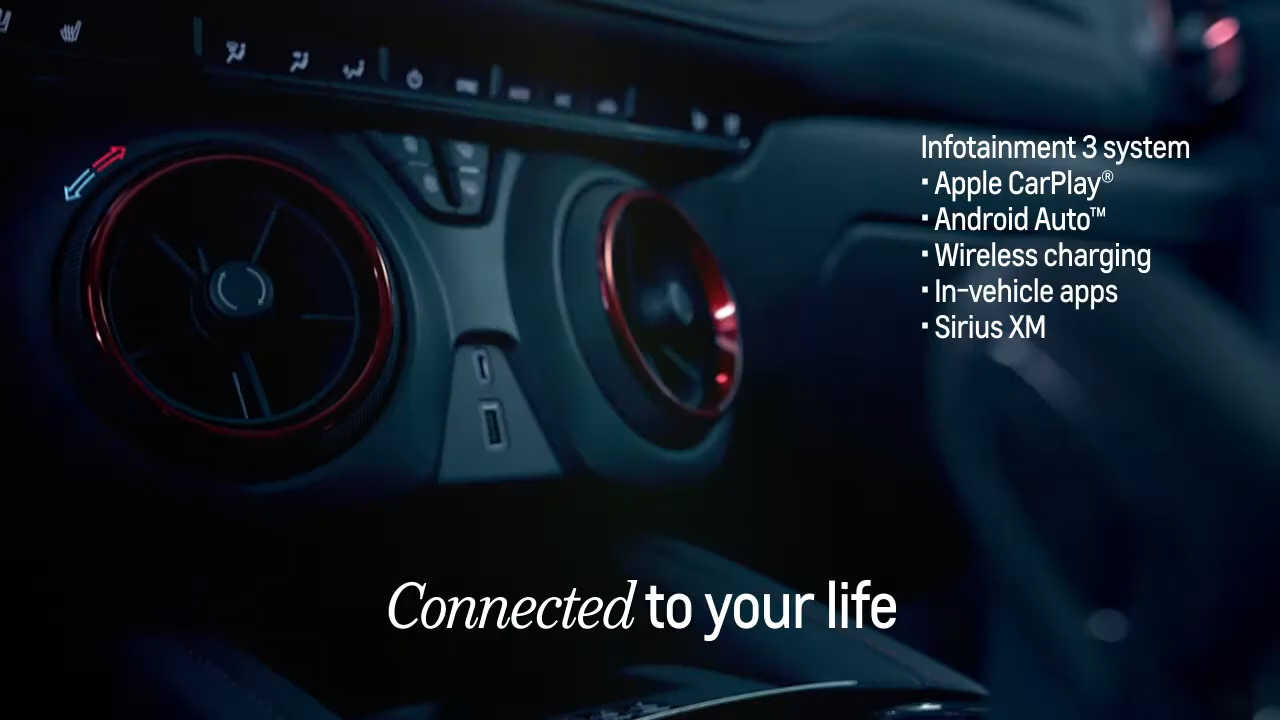 Infotainment 3 system
▪ Apple CarPlay®
▪ Android Auto™
▪ Wireless charging
▪ In-vehicle apps
▪ Sirius XM
Connected to your life